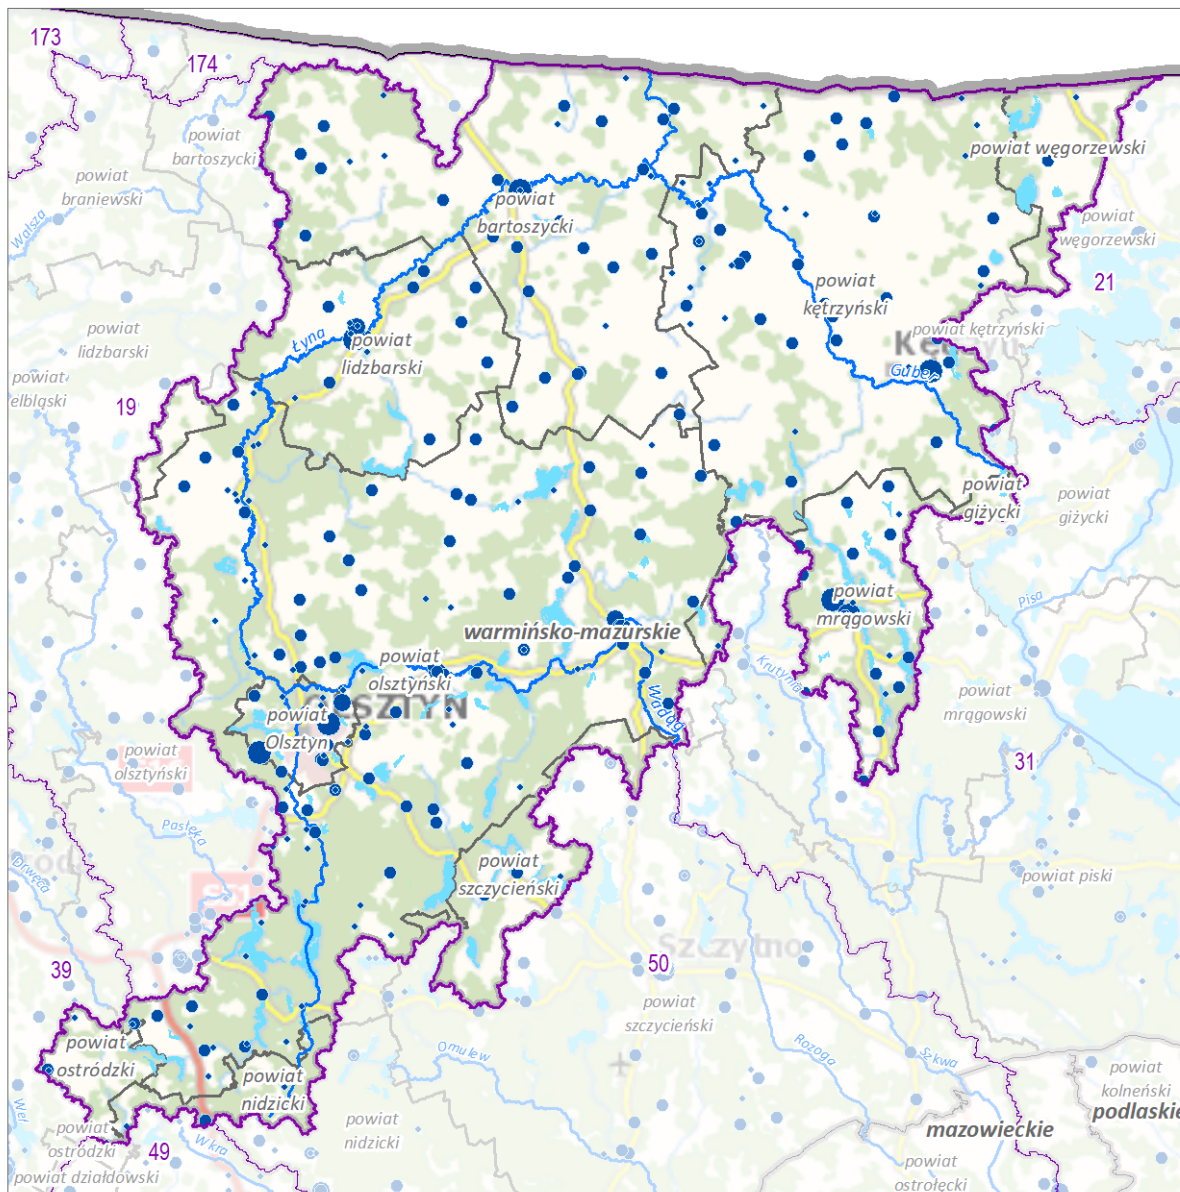 173
174
powiat
bartoszycki
powiat
braniewski
Wałsza
powiat węgorzewski
powiat
bartoszycki
powiat
węgorzewski
21
powiat
kętrzyński
powiat kętrzyński
powiat
lidzbarski
Łyna
powiat
lidzbarski
Guber
powiat
elbląski
19
powiat
giżycki
powiat
giżycki
Pisa
powiat
mrągowski
warmińsko-mazurskie
powiat
olsztyński
Krutynia
powiat
mrągowski
Wadąg
OLSZTYN
powiat
Olsztyn
powiat
olsztyński
31
Pasłęka
Drwęca
powiat
szczycieński
powiat piski
Szczytno
39
50
powiat
szczycieński
powiat
ostródzki
powiat
nidzicki
Omulew
Rozoga
Szkwa
powiat
kolneński
podlaskie
Wel
powiat
ostródzki
49
Wkra
powiat
nidzicki
mazowieckie
powiat działdowski
powiat
ostrołęcki